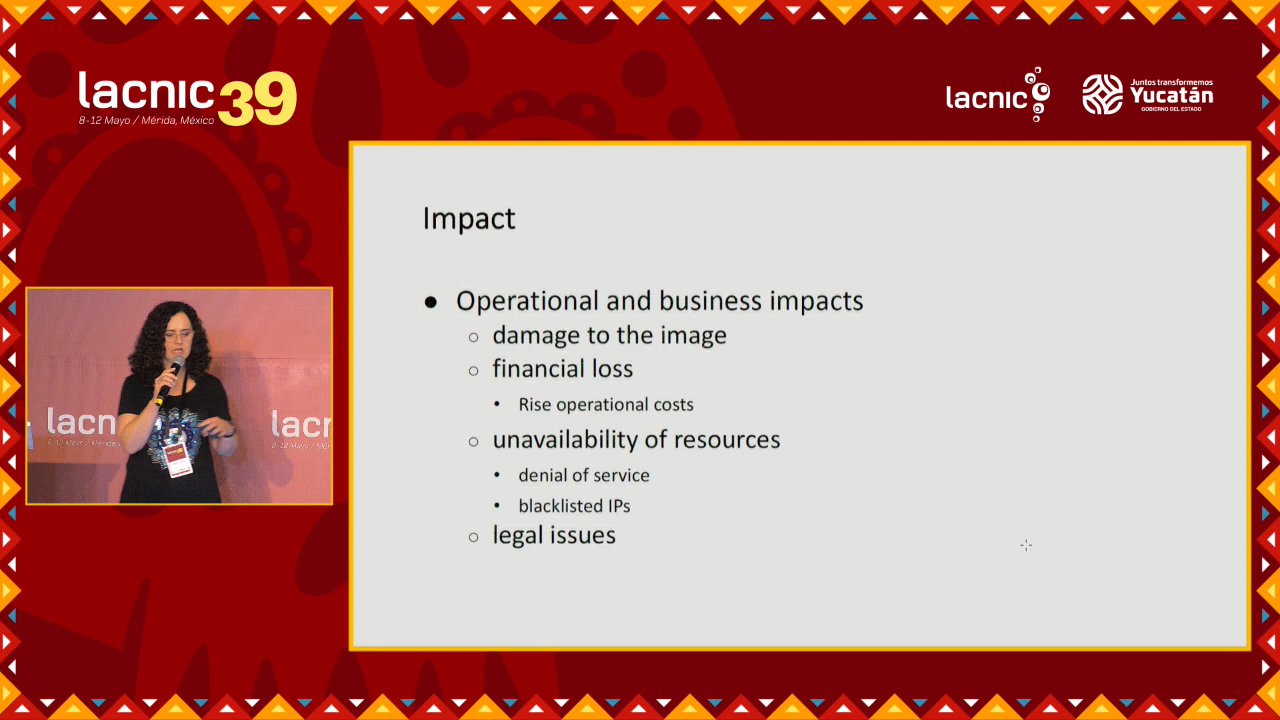 lacnic 39
8-12 Mayo / Mérida, México
lacnic
Juntos transformemos
Yucatán
GOBIERNO DEL ESTADO
Impact
● Operational and business impacts
○ damage to the image
○ financial loss
• Rise operational costs
○ unavailability of resources
• denial of service
• blacklisted IPs
○ legal issues
lacn
lacn